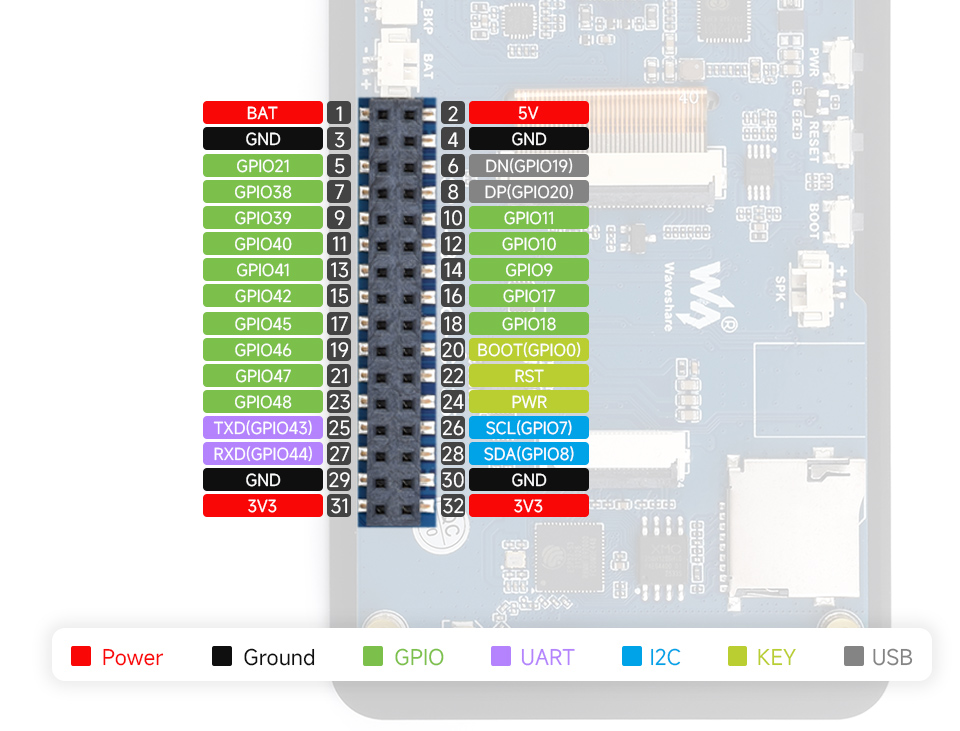 BKP
BAT
PWR
40
BAT 1 2 5V
GND 3 4 GND
GPIO21 5 6 DN(GPIO19)
RESET
GPIO38 7 8 DP(GPIO20)
GPIO39 9 10 GPIO11
BOOT
GPIO40 11 12 GPIO10
GPIO41 13 14 GPIO9
GPIO42 15 16 GPIO17
SPK
Waveshare
®
GPIO45 17 18 GPIO18
GPIO46 19 20 BOOT(GPIO0)
GPIO47 21 22 RST
GPIO48 23 24 PWR
TXD(GPIO43) 25 26 SCL(GPIO7)
RXD(GPIO44) 27 28 SDA(GPIO8)
GND 29 30 GND
3V3 31 32 3V3
Power Ground GPIO UART I2C KEY USB